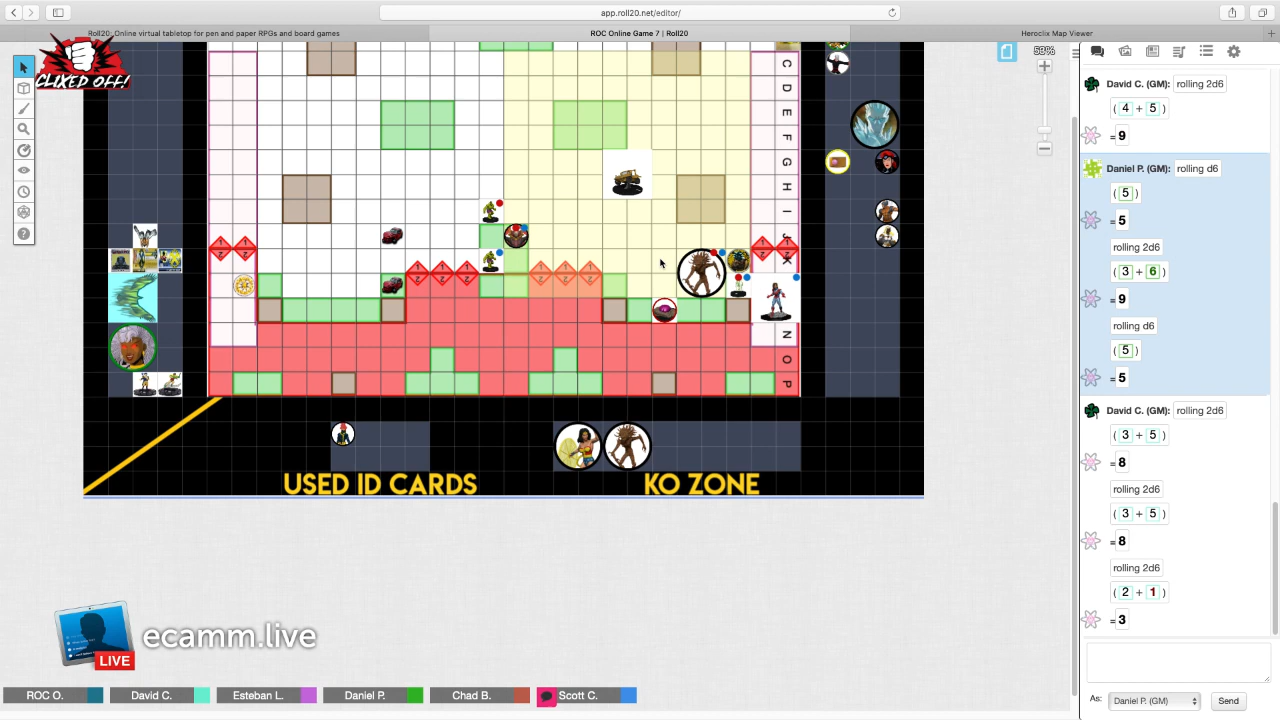 app.roll20.net/editor/
Roll20: Online virtual tabletop for pen and paper RPGs and board games
ROC Online Game 7 | Roll20
Heroclix Map Viewer
CLIXED OFF!
53%
C
D
E
F
G
H
I
J
K
N
O
P
USED ID CARDS
KO ZONE
ecamm.live
LIVE
ROC O.
David C.
Esteban L.
Daniel P.
Chad B.
Scott C.
David C. (GM): rolling 2d6
( 4 + 5 )
= 9
Daniel P. (GM): rolling d6
( 5 )
= 5
rolling 2d6
( 3 + 6 )
= 9
rolling d6
( 5 )
= 5
David C. (GM): rolling 2d6
( 3 + 5 )
= 8
rolling 2d6
( 3 + 5 )
= 8
rolling 2d6
( 2 + 1 )
= 3
As: Daniel P. (GM) Send